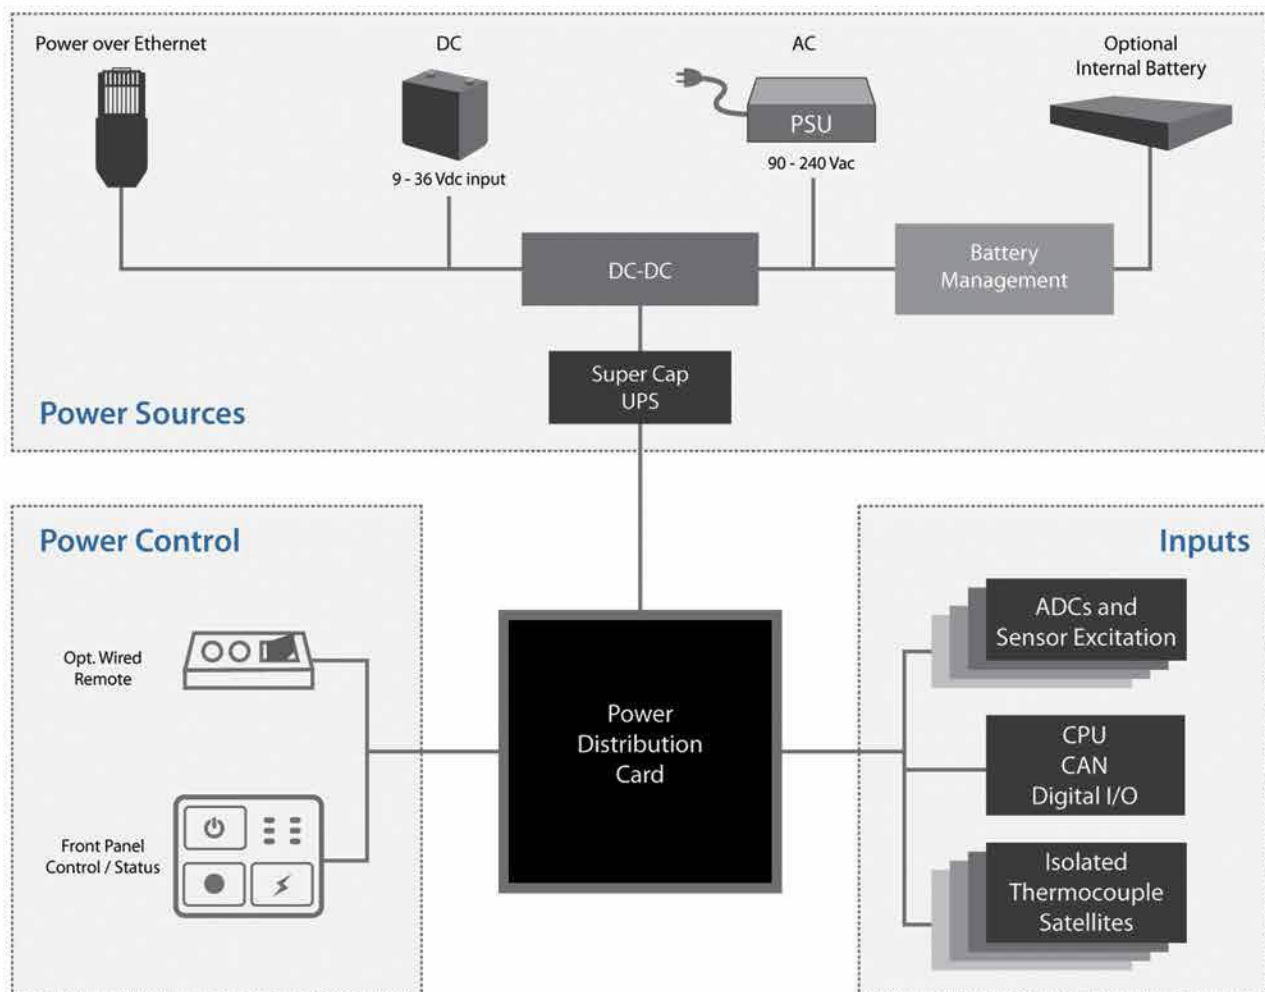 Power over Ethernet
DC
AC
Optional
Internal Battery
PSU
9 - 36 Vdc input
90 - 240 Vac
DC-DC
Battery
Management
Super Cap
UPS
Power Sources
Power Control
Inputs
Opt. Wired
Remote
Front Panel
Control / Status
Power
Distribution
Card
ADCs and
Sensor Excitation
CPU
CAN
Digital I/O
Isolated
Thermocouple
Satellites